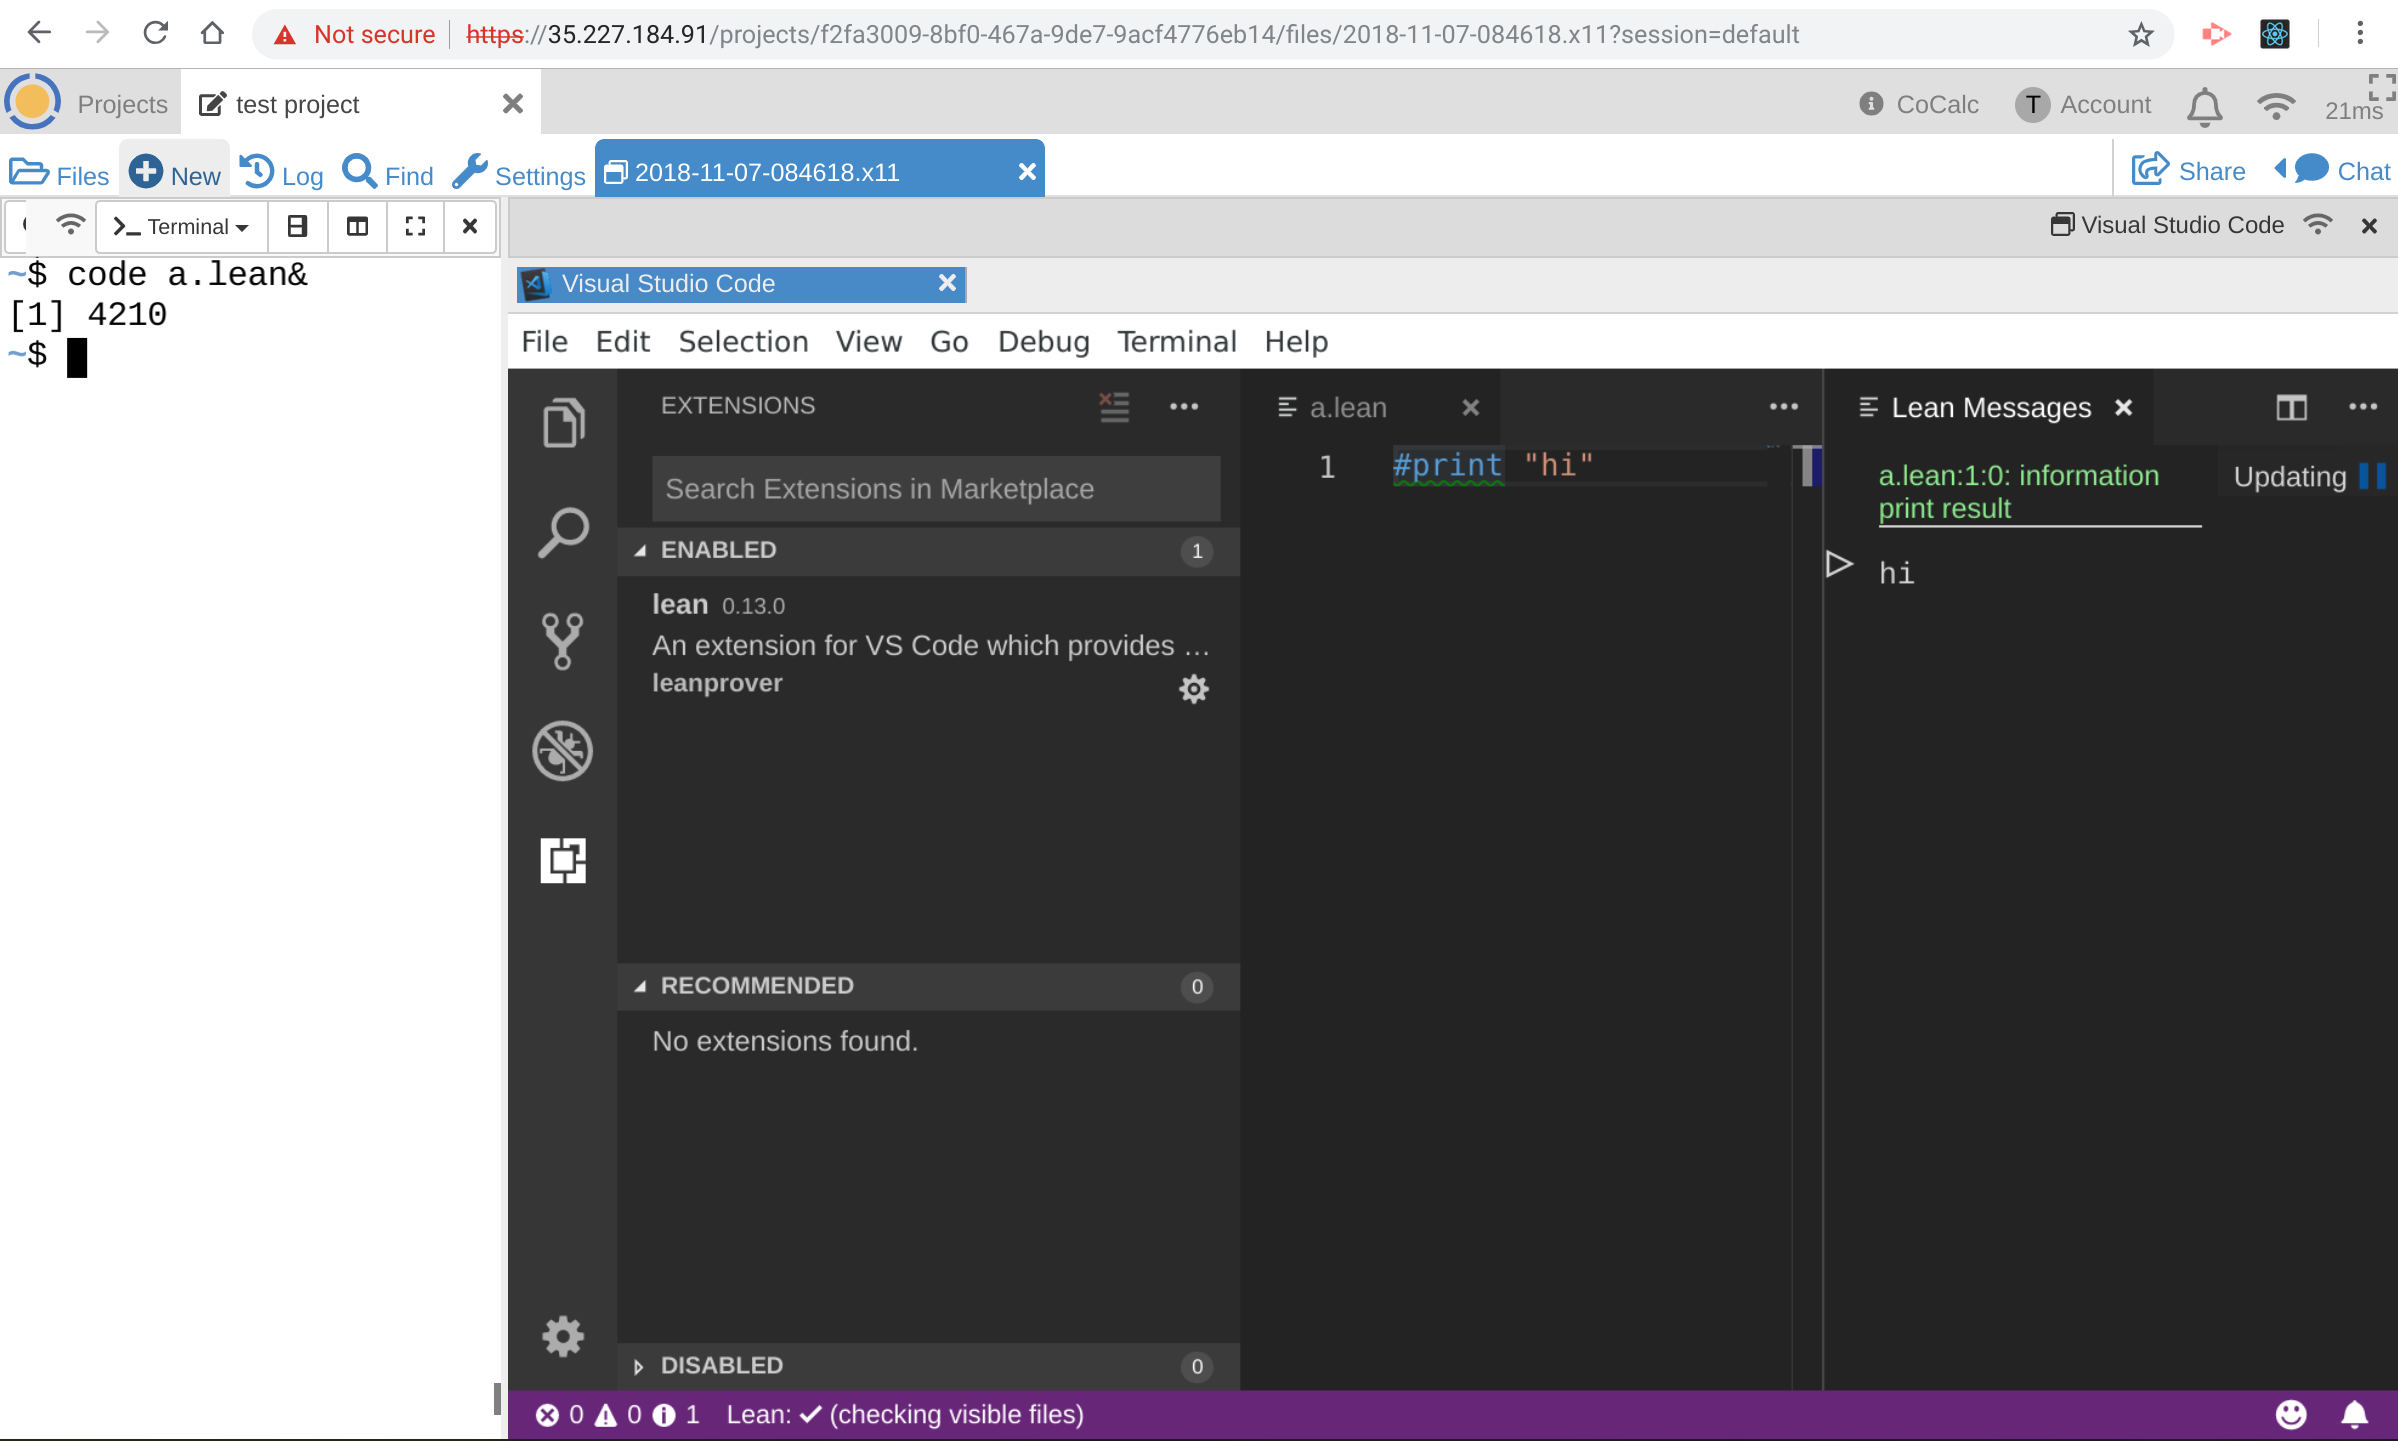 Not secure https://35.227.184.91/projects/f2fa3009-8bf0-467a-9de7-9acf4776eb14/files/2018-11-07-084618.x11?session=default
Projects test project CoCalc T Account 21ms
Files New Log Find Settings 2018-11-07-084618.x11 Share Chat
Terminal
Visual Studio Code
~$ code a.lean&
[1] 4210
~$
Visual Studio Code
File Edit Selection View Go Debug Terminal Help
EXTENSIONS
Search Extensions in Marketplace
ENABLED 1
lean 0.13.0
An extension for VS Code which provides ...
leanprover
RECOMMENDED 0
No extensions found.
DISABLED 0
a.lean
1 #print "hi"
Lean Messages
a.lean:1:0: information
print result
Updating
hi
0 0 1 Lean: ✓ (checking visible files)